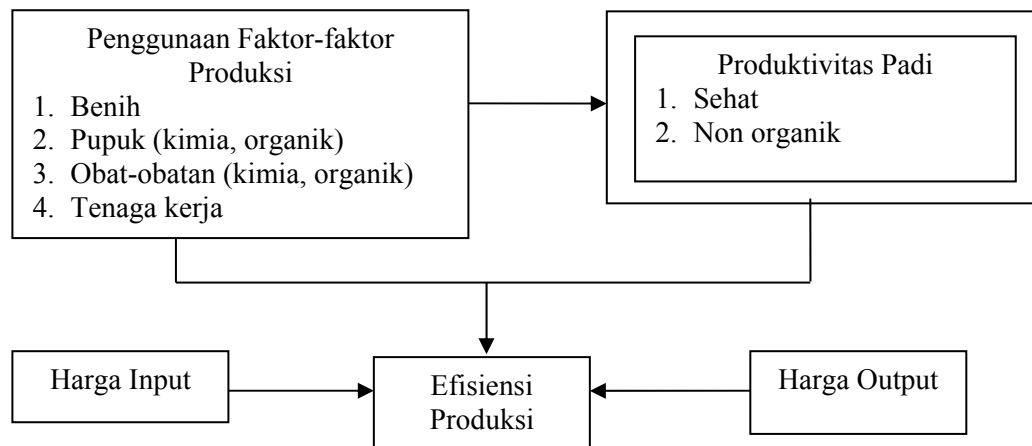 Penggunaan Faktor-faktor
Produksi
1. Benih
2. Pupuk (kimia, organik)
3. Obat-obatan (kimia, organik)
4. Tenaga kerja
Produktivitas Padi
1. Sehat
2. Non organik
Harga Input
Efisiensi
Produksi
Harga Output